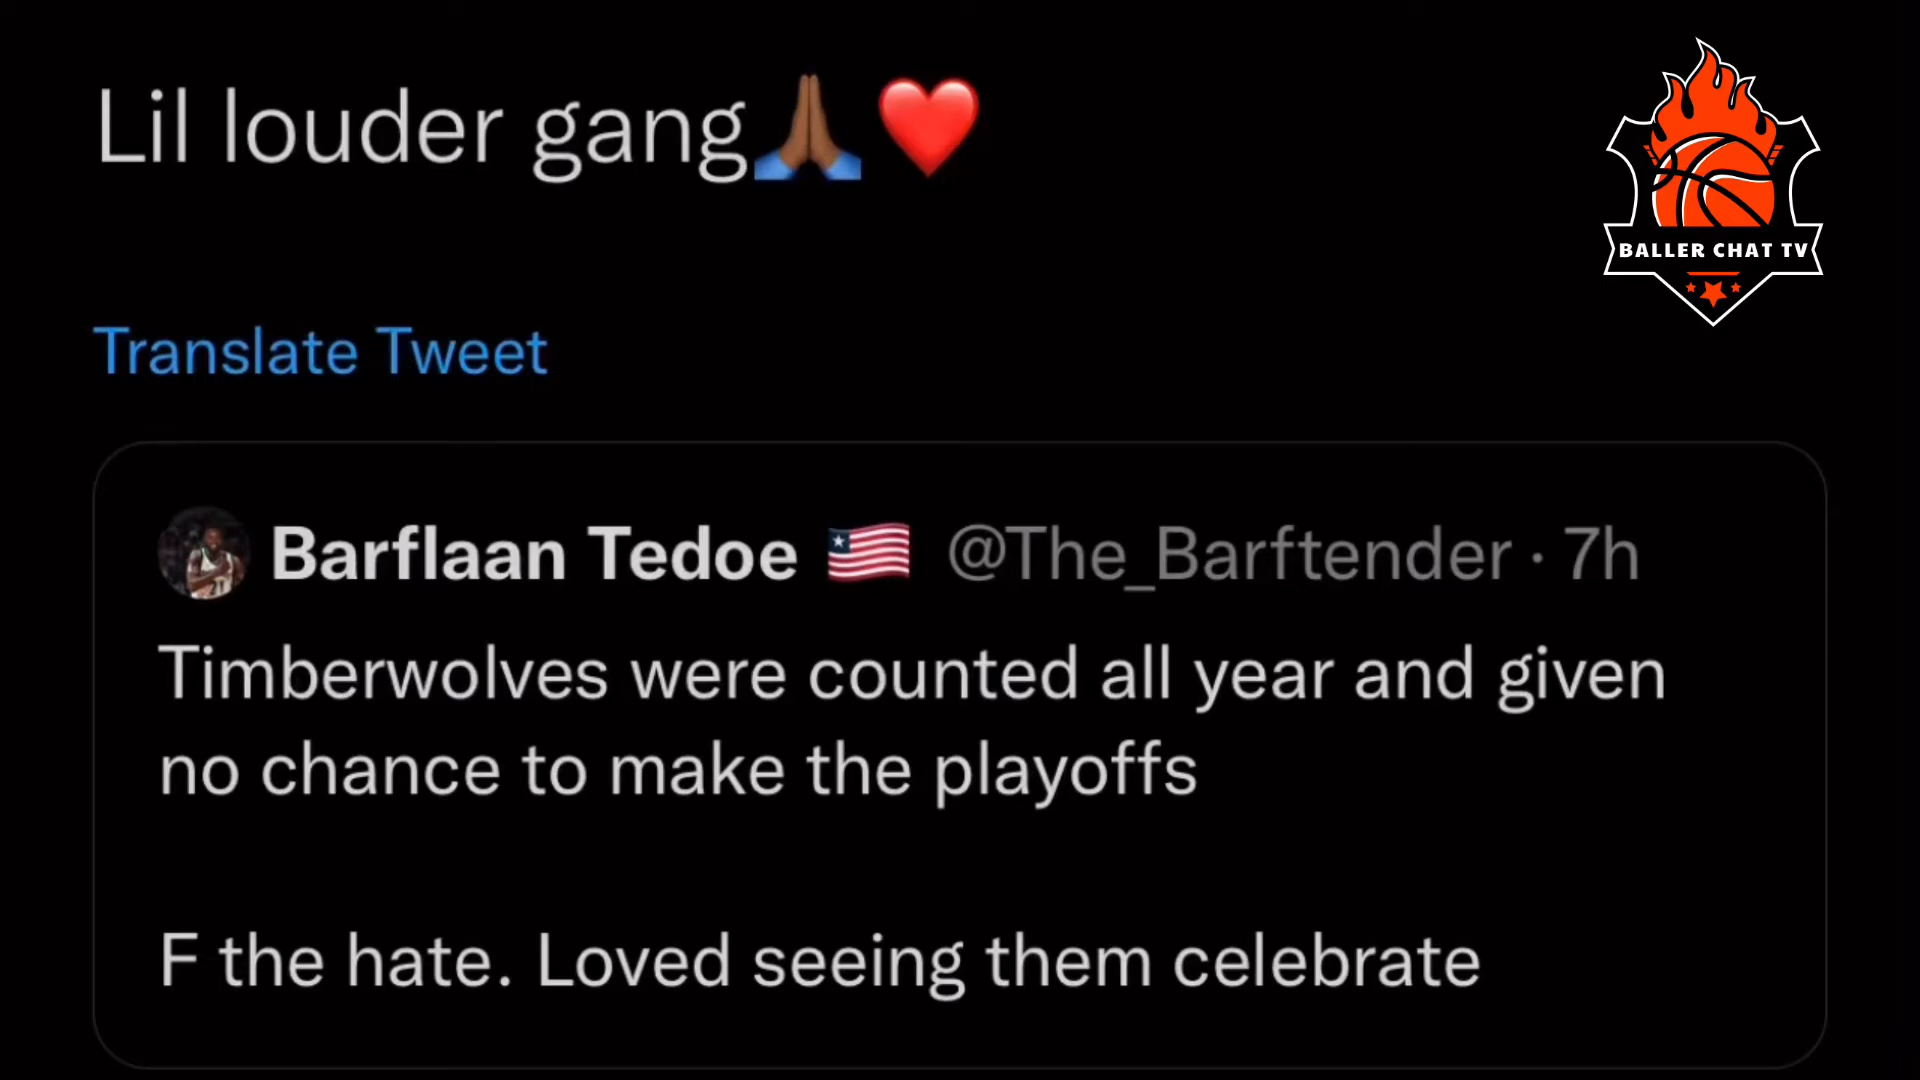 Lil louder gang🙏🏾❤️
BALLER CHAT TV
Translate Tweet
Barflaan Tedoe 🇱🇷 @The_Barftender · 7h
Timberwolves were counted all year and given
no chance to make the playoffs
F the hate. Loved seeing them celebrate